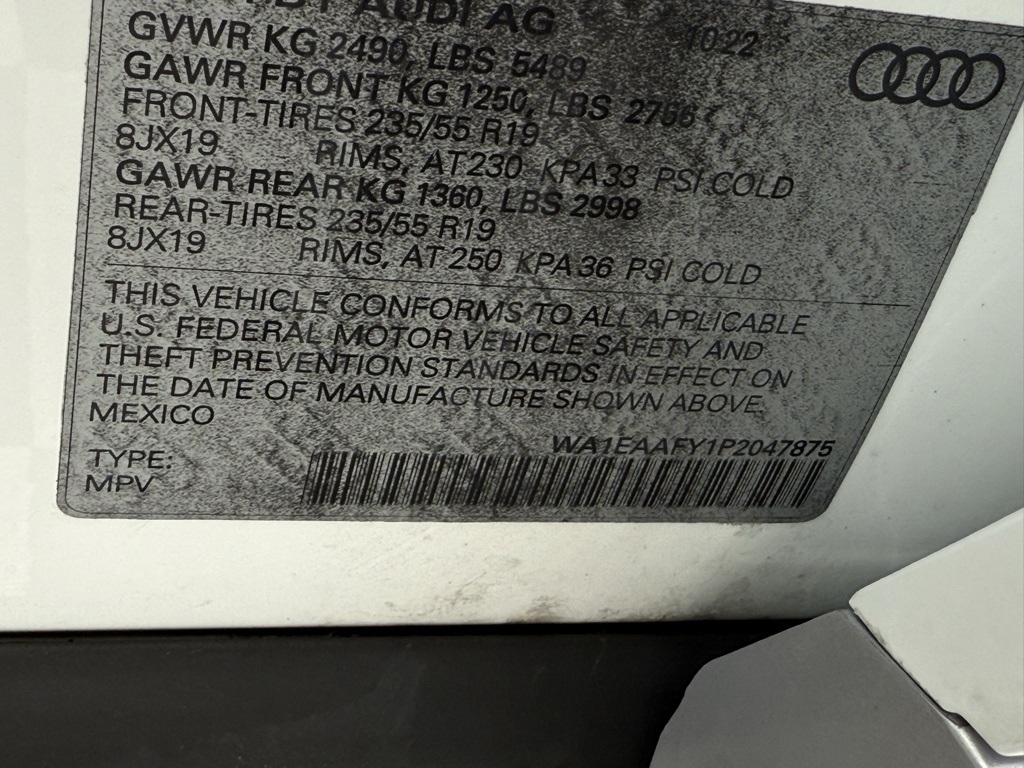 BY AUDI AG
10.22
GVWR KG 2490, LBS 5489
GAWR FRONT KG 1250, LBS 2756
FRONT-TIRES 235/55 R19
8JX19 RIMS, AT 230 KPA 33 PSI COLD
GAWR REAR KG 1360, LBS 2998
REAR-TIRES 235/55 R19
8JX19 RIMS, AT 250 KPA 36 PSI COLD
THIS VEHICLE CONFORMS TO ALL APPLICABLE
U.S. FEDERAL MOTOR VEHICLE SAFETY AND
THEFT PREVENTION STANDARDS IN EFFECT ON
THE DATE OF MANUFACTURE SHOWN ABOVE.
MEXICO
WA1EAAFY1P2047875
TYPE:
MPV